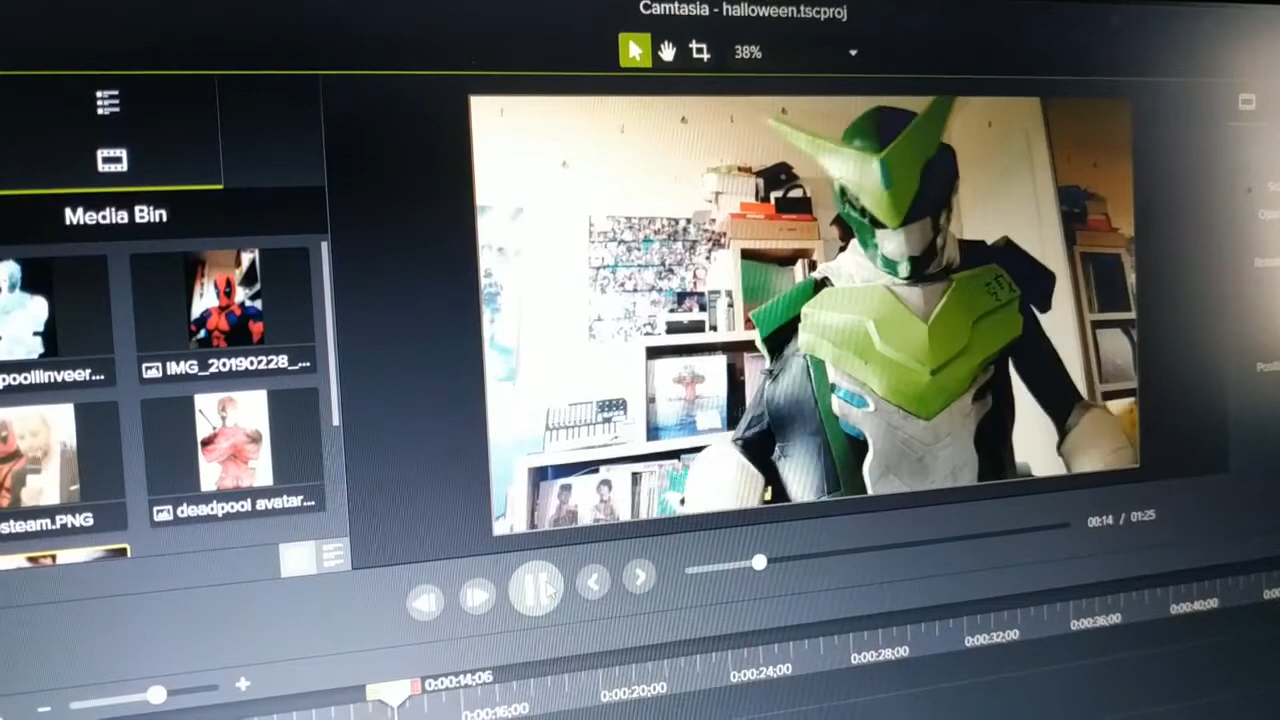 Camtasia - halloween.tscproj
38%
Media Bin
poolinveer...
IMG_20190228_...
steam.PNG
deadpool avatar...
00:14 / 01:25
0:00:14;06
0:00:16;00
0:00:20;00
0:00:24;00
0:00:28;00
0:00:32;00
0:00:36;00
0:00:40;00